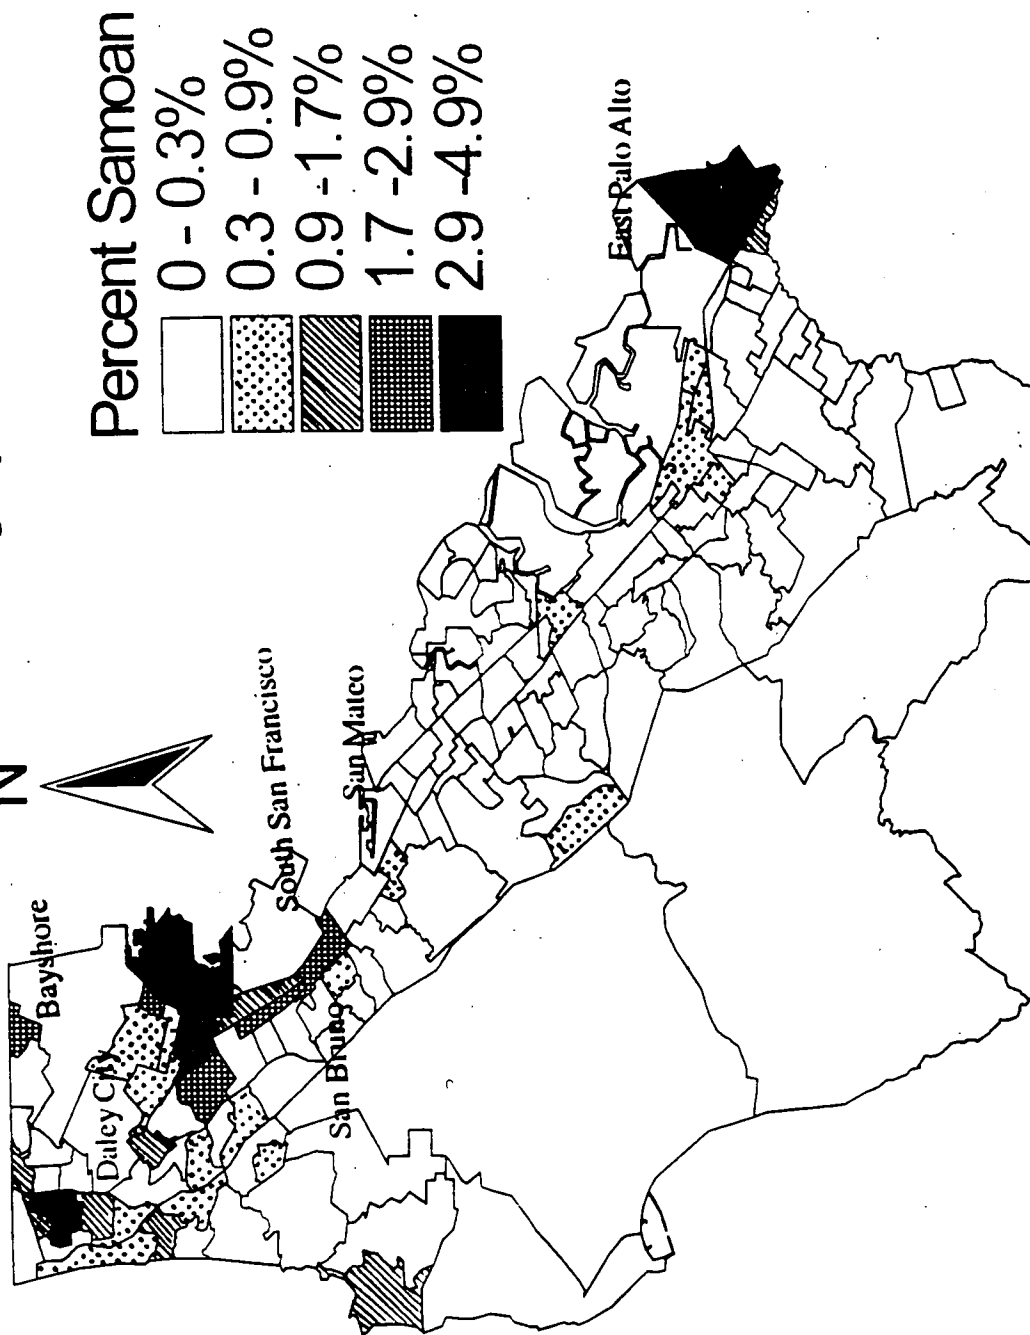 Percent Samoan
0 - 0.3%
0.3 - 0.9%
0.9 -1.7%
1.7 -2.9%
2.9 -4.9%
N
Bayshore
Daley City
South San Francisco
San Bruno
San Mateo
East Palo Alto